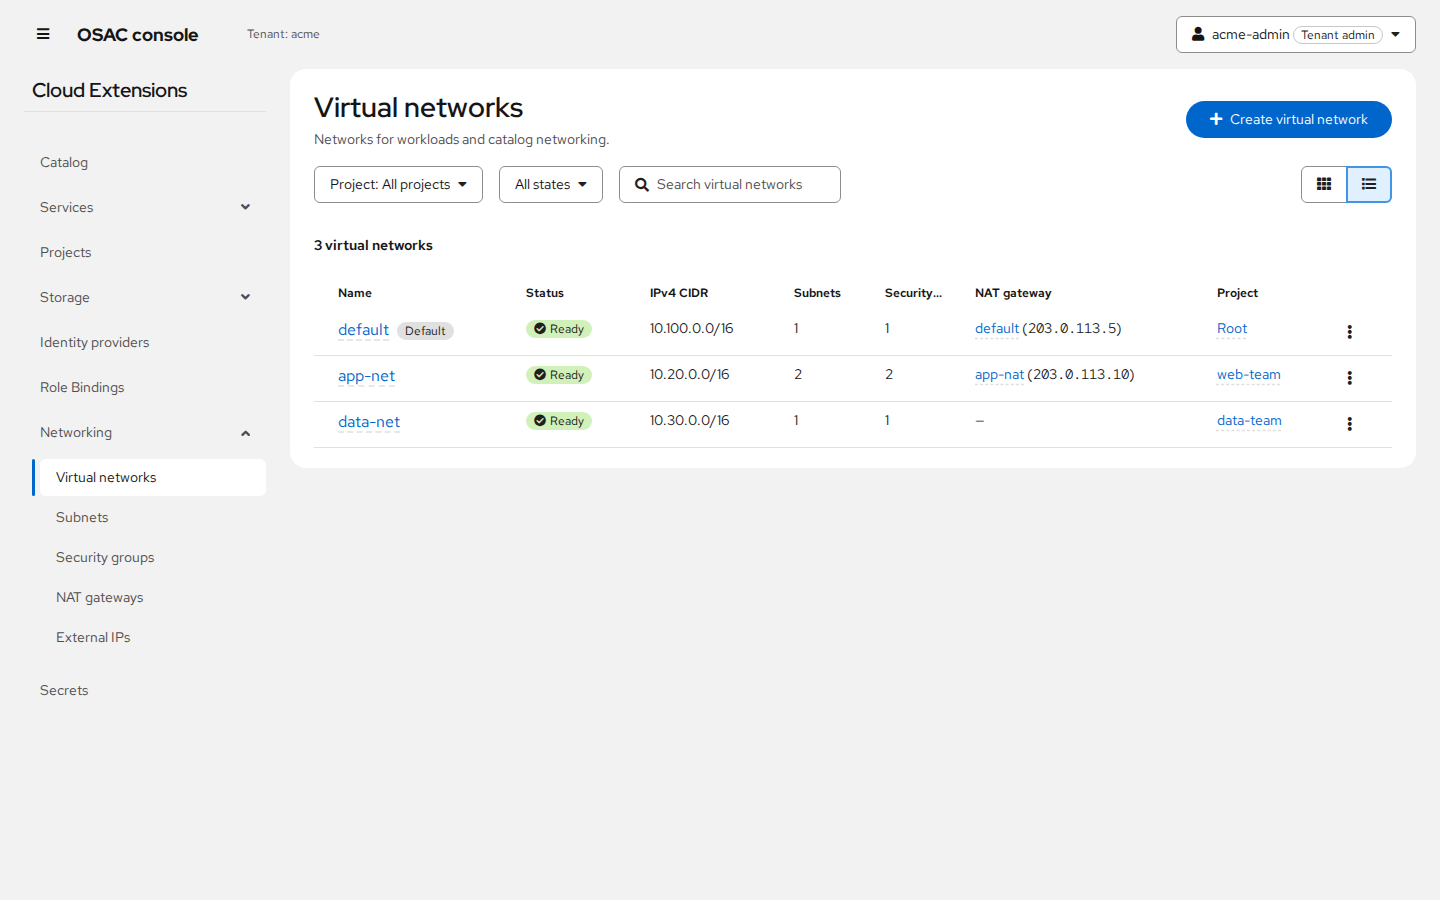 OSAC console
Tenant: acme
acme-admin Tenant admin
Cloud Extensions
Catalog
Services
Projects
Storage
Identity providers
Role Bindings
Networking
Virtual networks
Subnets
Security groups
NAT gateways
External IPs
Secrets
Virtual networks
Networks for workloads and catalog networking.
Create virtual network
Project: All projects
All states
Search virtual networks
3 virtual networks
Name Status IPv4 CIDR Subnets Security... NAT gateway Project
default Default Ready 10.100.0.0/16 1 1 default (203.0.113.5) Root
app-net Ready 10.20.0.0/16 2 2 app-nat (203.0.113.10) web-team
data-net Ready 10.30.0.0/16 1 1 — data-team